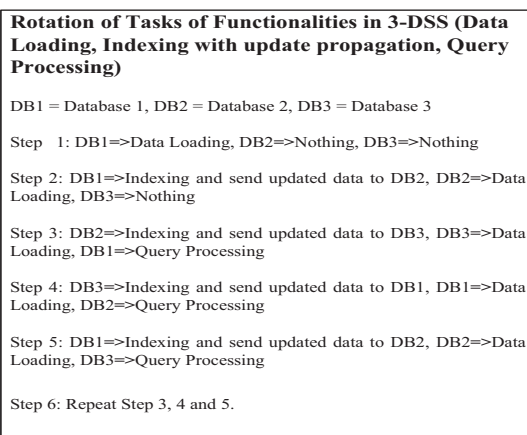 Rotation of Tasks of Functionalities in 3-DSS (Data
Loading, Indexing with update propagation, Query
Processing)
DB1 = Database 1, DB2 = Database 2, DB3 = Database 3
Step 1: DB1=>Data Loading, DB2=>Nothing, DB3=>Nothing
Step 2: DB1=>Indexing and send updated data to DB2, DB2=>Data
Loading, DB3=>Nothing
Step 3: DB2=>Indexing and send updated data to DB3, DB3=>Data
Loading, DB1=>Query Processing
Step 4: DB3=>Indexing and send updated data to DB1, DB1=>Data
Loading, DB2=>Query Processing
Step 5: DB1=>Indexing and send updated data to DB2, DB2=>Data
Loading, DB3=>Query Processing
Step 6: Repeat Step 3, 4 and 5.